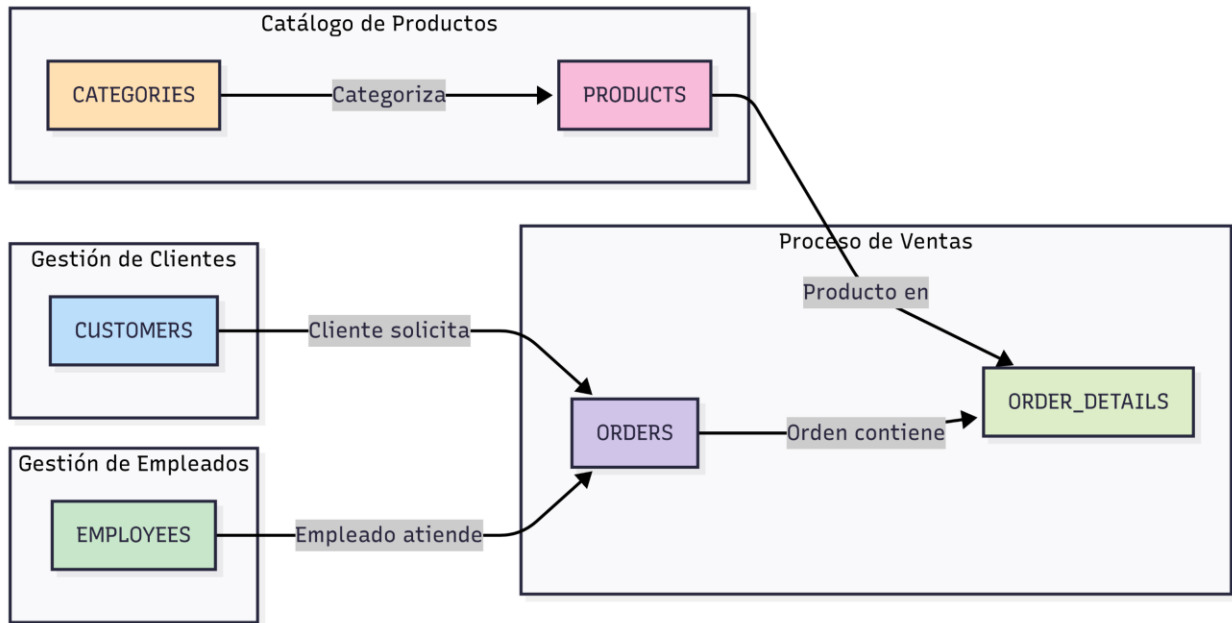 Catálogo de Productos
CATEGORIES
Categoriza
PRODUCTS
Gestión de Clientes
CUSTOMERS
Cliente solicita
Gestión de Empleados
EMPLOYEES
Empleado atiende
Proceso de Ventas
Producto en
ORDERS
Orden contiene
ORDER_DETAILS